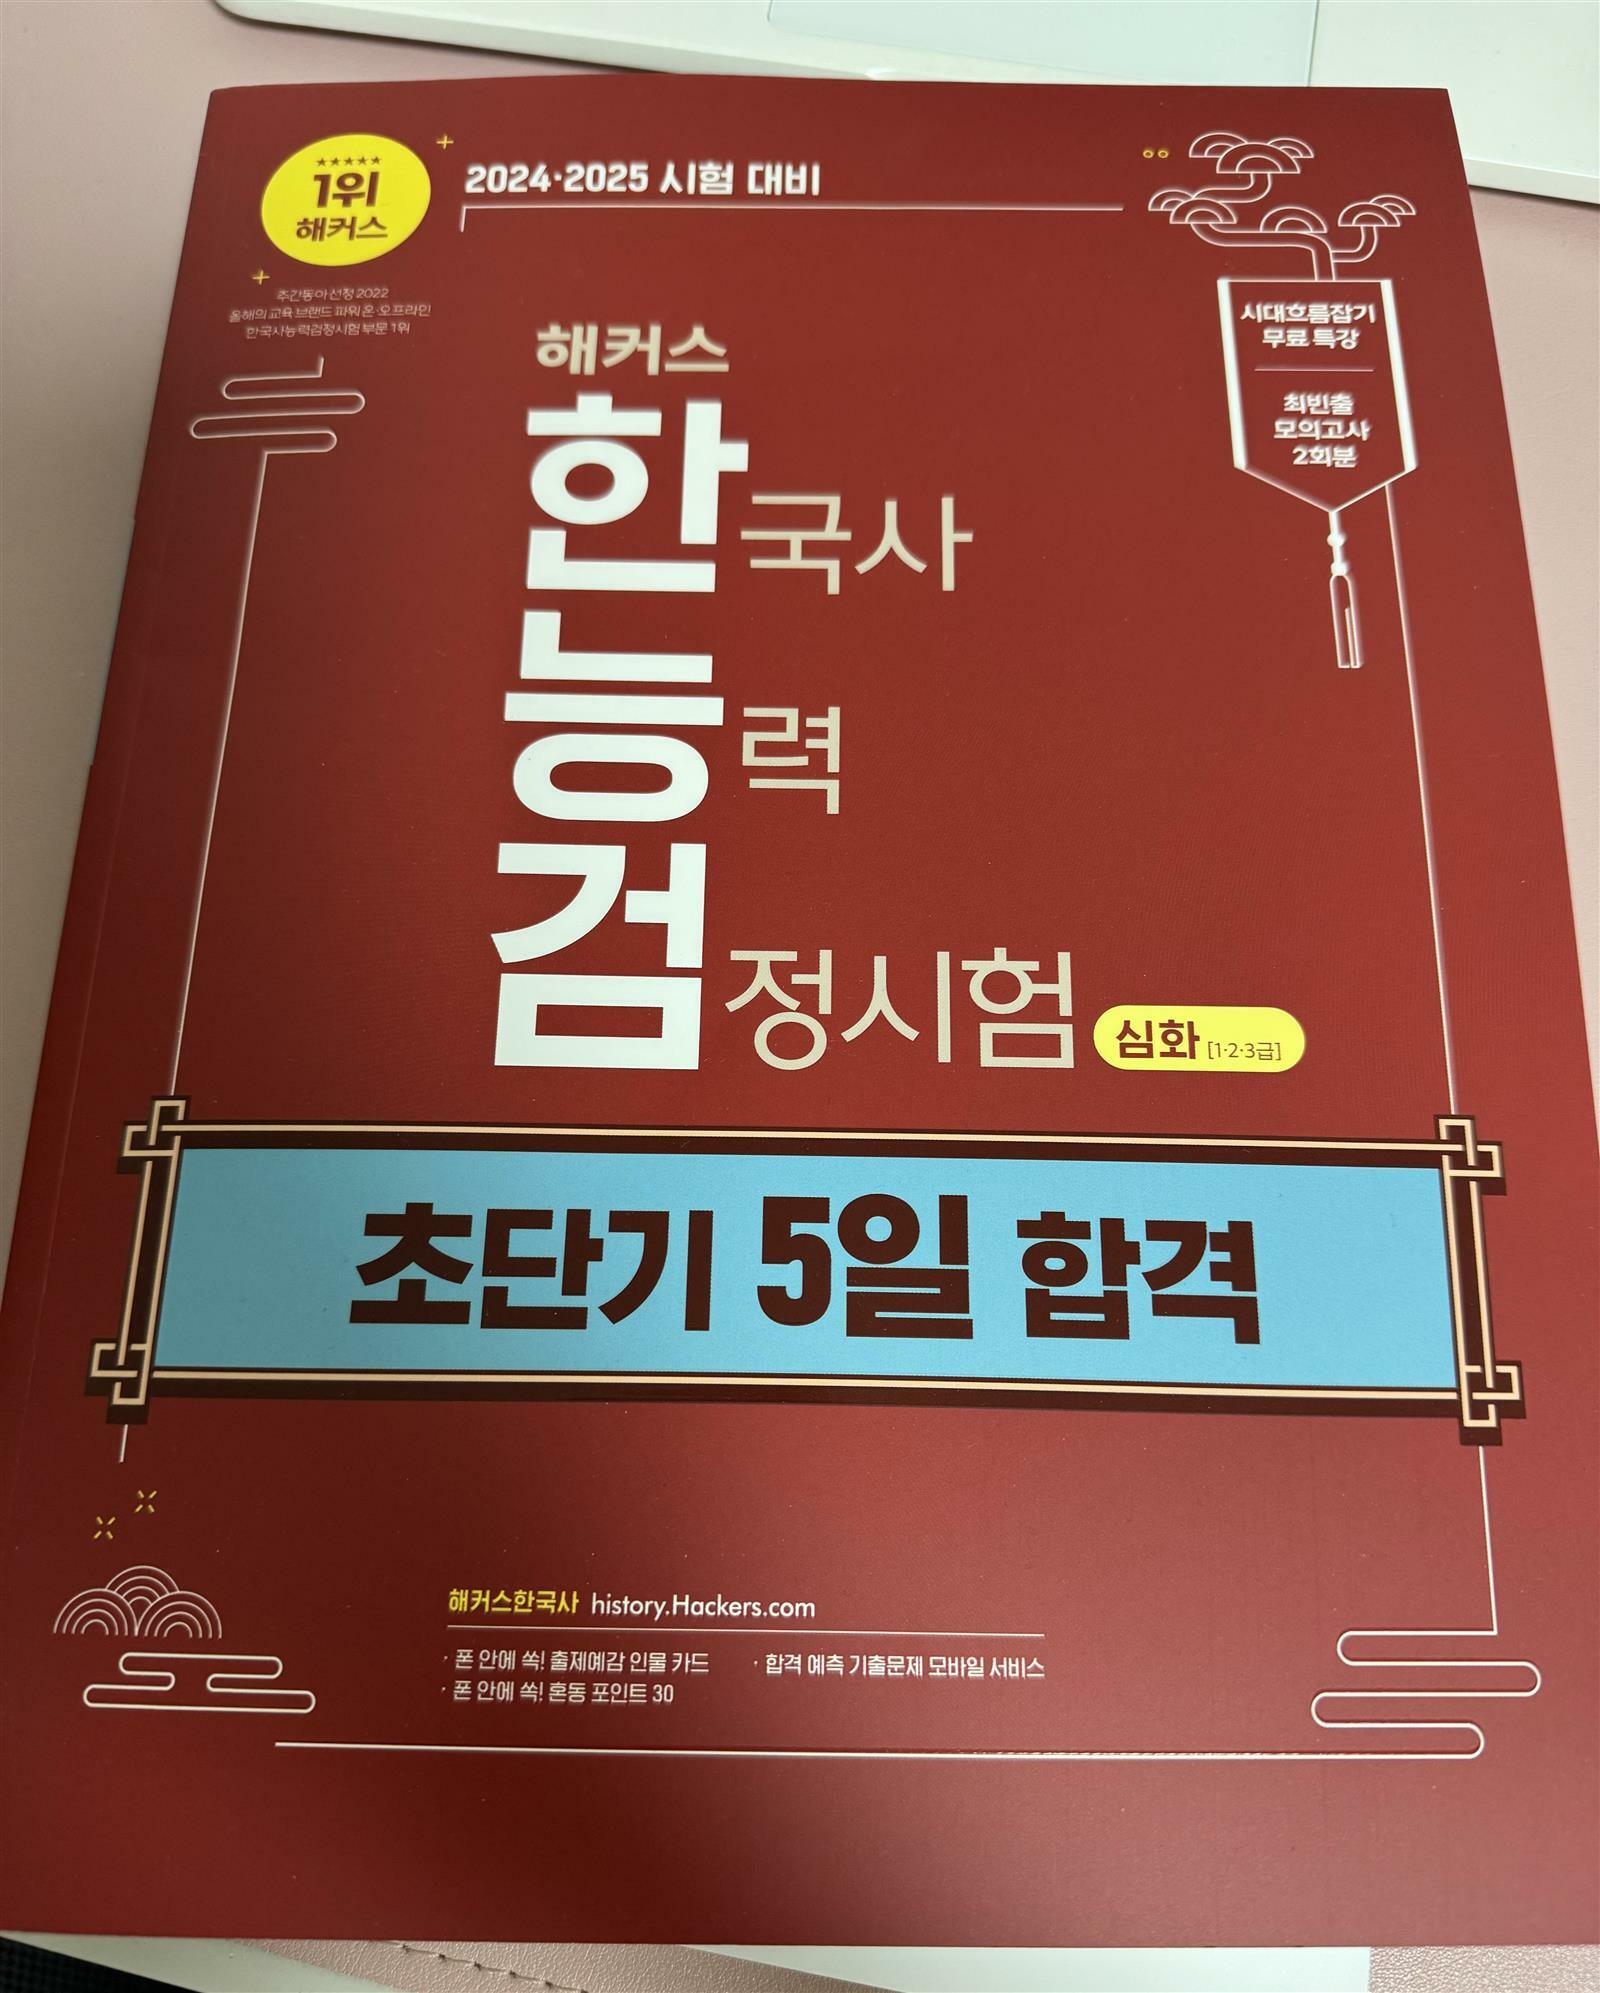 1위
해커스
주간동아 선정 2022
올해의 교육 브랜드 파워 온·오프라인
한국사능력검정시험 부문 1위
2024·2025 시험 대비
시대흐름잡기
무료 특강
최빈출
모의고사
2회분
해커스
한국사
능력
검정시험 심화 [1·2·3급]
초단기 5일 합격
해커스한국사 history.Hackers.com
· 폰 안에 쏙! 출제예감 인물 카드 · 합격 예측 기출문제 모바일 서비스
· 폰 안에 쏙! 혼동 포인트 30